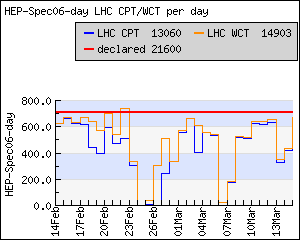 HEP-Spec06-day LHC CPT/WCT per day
LHC CPT 13060 LHC WCT 14903
declared 21600
HEP-Spec06-day
800.0
600.0
400.0
200.0
0.0
14Feb 17Feb 20Feb 23Feb 26Feb 01Mar 04Mar 07Mar 10Mar 13Mar